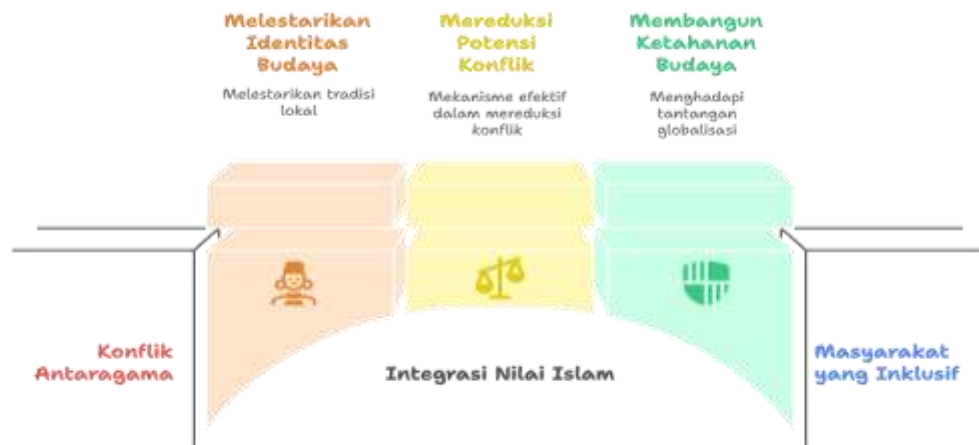 Melestarikan
Identitas
Budaya
Melestarikan tradisi
lokal
Mereduksi
Potensi
Konflik
Mekanisme efektif
dalam mereduksi
konflik
Membangun
Ketahanan
Budaya
Menghadapi
tantangan
globalisasi
Konflik
Antaragama
Integrasi Nilai Islam
Masyarakat
yang Inklusif